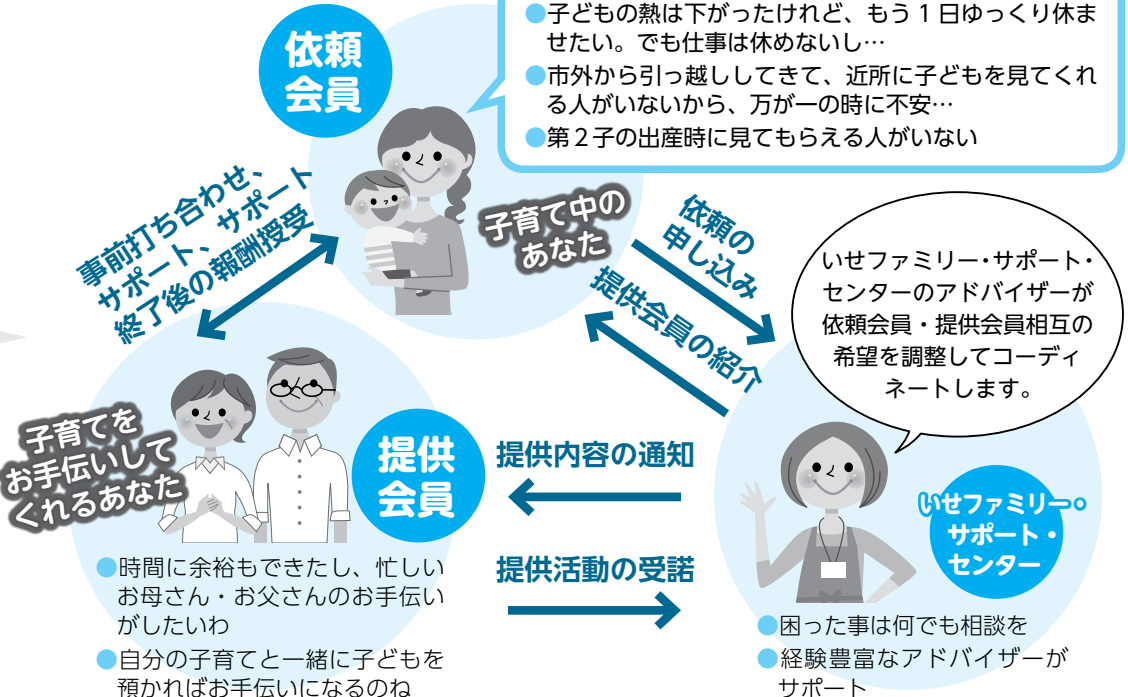 依頼
会員
●子どもの熱は下がったけれど、もう1日ゆっくり休ま
せたい。でも仕事は休めないし…
●市外から引っ越ししてきて、近所に子どもを見てくれ
る人がいないから、万が一の時に不安…
●第2子の出産時に見てもらえる人がいない
子育て中の
あなた
事前打ち合わせ、
サポート、サポート
終了後の報酬授受
依頼の
申し込み
提供会員の紹介
いせファミリー・サポート・
センターのアドバイザーが
依頼会員・提供会員相互の
希望を調整してコーディ
ネートします。
子育てを
お手伝いして
くれるあなた
提供
会員
提供内容の通知
提供活動の受諾
いせファミリー・
サポート・
センター
●時間に余裕もできたし、忙しい
お母さん・お父さんのお手伝い
がしたいわ
●自分の子育てと一緒に子どもを
預かればお手伝いになるのね
●困った事は何でも相談を
●経験豊富なアドバイザーが
サポート